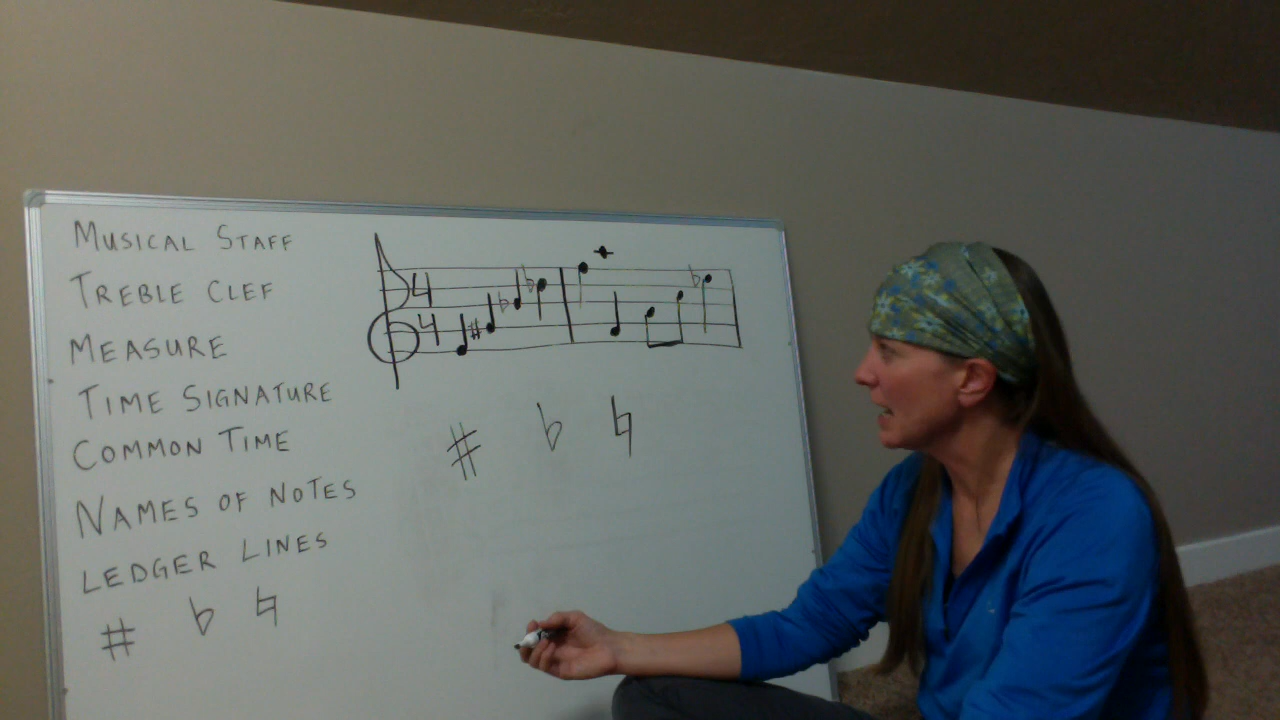 MUSICAL STAFF
TREBLE CLEF
MEASURE
TIME SIGNATURE
COMMON TIME
NAMES OF NOTES
LEDGER LINES
# ♭ ♮
4
4
# ♭ ♭ ♭
# ♭ ♮